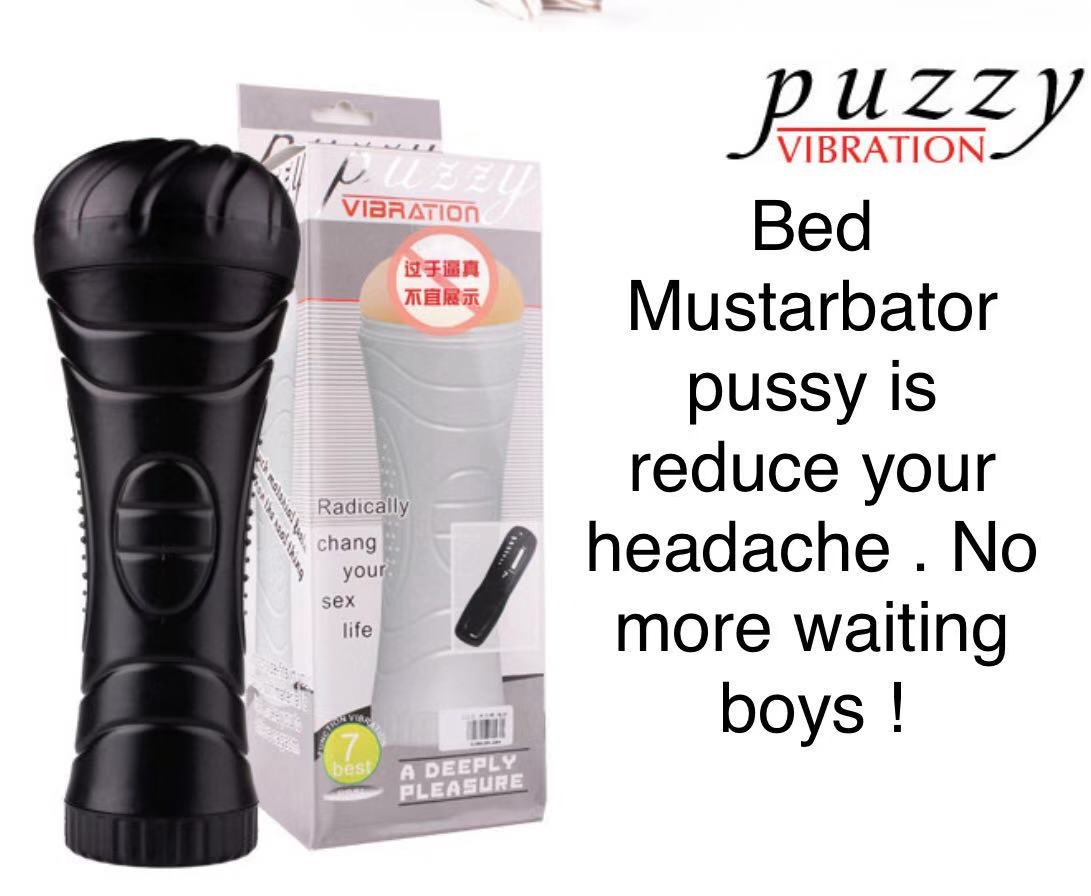 puzzy
VIBRATION
Bed
Mustarbator
pussy is
reduce your
headache . No
more waiting
boys !
puzzy
VIBRATION
过于逼真
不宜展示
Radically
chang
your
sex
life
7
best
A DEEPLY
PLEASURE